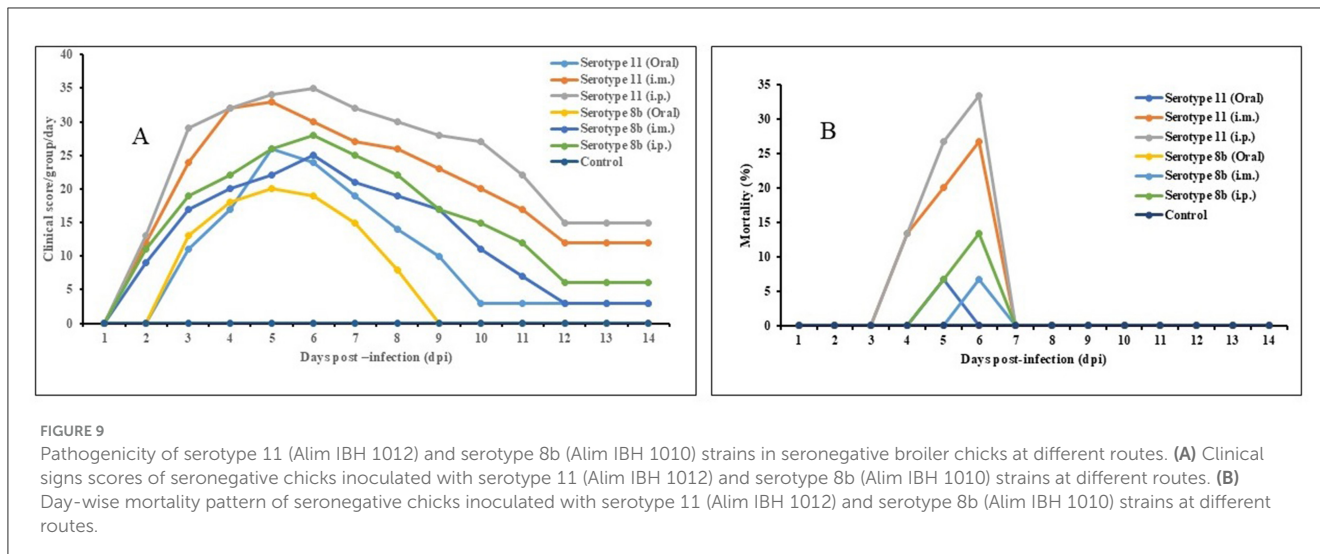 40
35
30
25
20
15
10
5
0
Clinical score/group/day
A
Serotype 11 (Oral)
Serotype 11 (i.m.)
Serotype 11 (i.p.)
Serotype 8b (Oral)
Serotype 8b (i.m.)
Serotype 8b (i.p.)
Control
1 2 3 4 5 6 7 8 9 10 11 12 13 14
Days post –infection (dpi)
35
30
25
20
15
10
5
0
Mortality (%)
B
Serotype 11 (Oral)
Serotype 11 (i.m.)
Serotype 11 (i.p.)
Serotype 8b (Oral)
Serotype 8b (i.m.)
Serotype 8b (i.p.)
Control
1 2 3 4 5 6 7 8 9 10 11 12 13 14
Days post-infection (dpi)
FIGURE 9
Pathogenicity of serotype 11 (Alim IBH 1012) and serotype 8b (Alim IBH 1010) strains in seronegative broiler chicks at different routes. (A) Clinical
signs scores of seronegative chicks inoculated with serotype 11 (Alim IBH 1012) and serotype 8b (Alim IBH 1010) strains at different routes. (B)
Day-wise mortality pattern of seronegative chicks inoculated with serotype 11 (Alim IBH 1012) and serotype 8b (Alim IBH 1010) strains at different
routes.